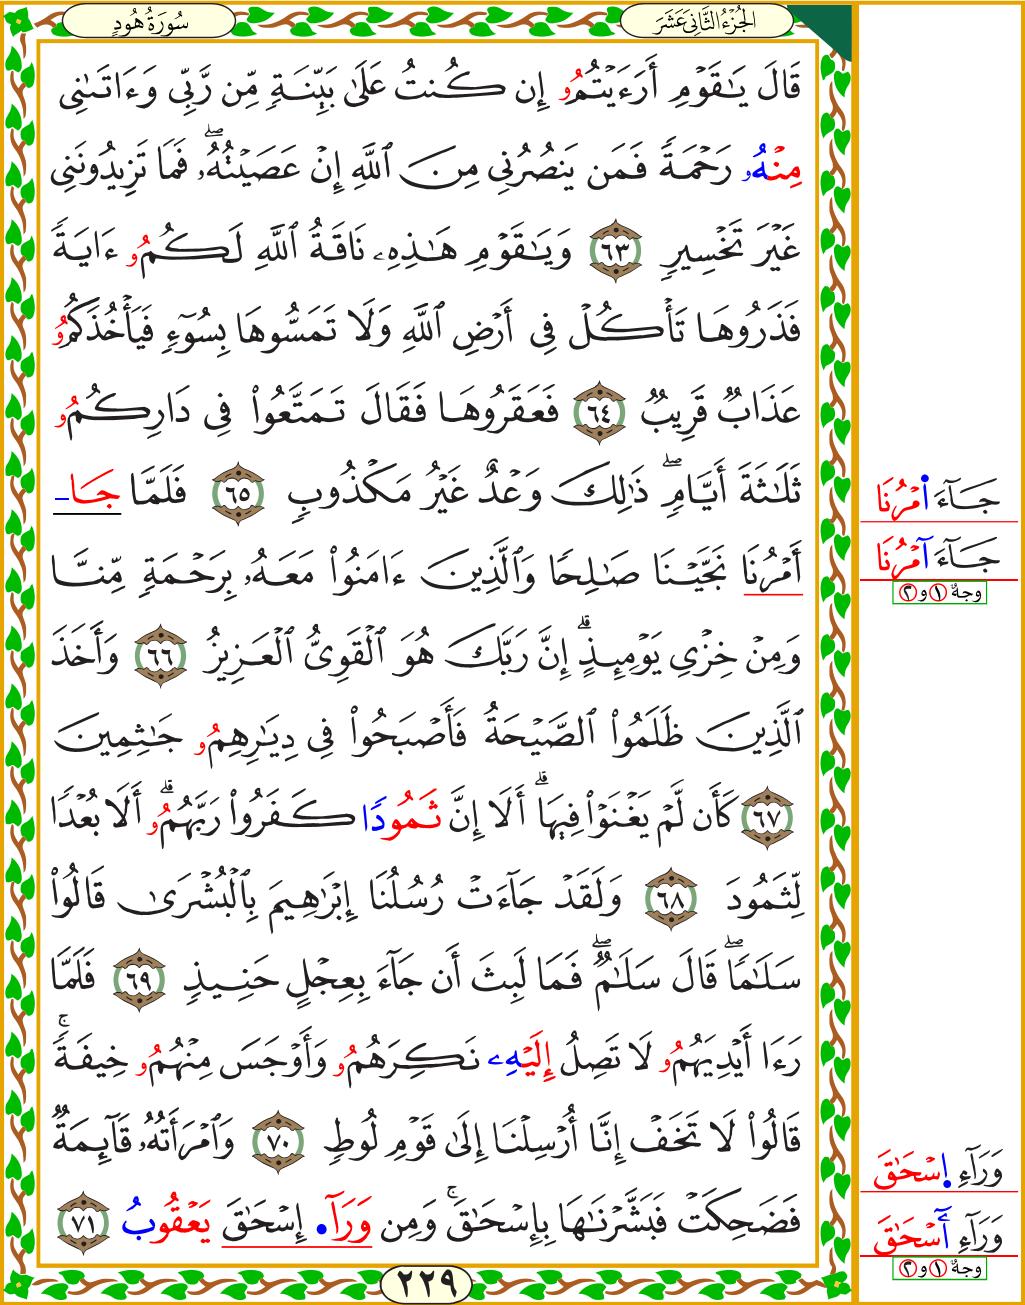 الجُزْءُ الثَّانِي عَشَرَ
سُورَةُ هُودٍ
قَالَ يَٰقَوْمِ أَرَءَيْتُمُۥ إِن كُنتُ عَلَىٰ بَيِّنَةٖ مِّن رَّبِّي وَءَاتَىٰنِي
مِنْهُۥ رَحْمَةٗ فَمَن يَنصُرُنِي مِنَ ٱللَّهِ إِنْ عَصَيْتُهُۥۖ فَمَا تَزِيدُونَنِي
غَيْرَ تَخْسِيرٖ ٦٣ وَيَٰقَوْمِ هَٰذِهِۦ نَاقَةُ ٱللَّهِ لَكُمُۥ ءَايَةٗ
فَذَرُوهَا تَأْكُلْ فِي أَرْضِ ٱللَّهِ وَلَا تَمَسُّوهَا بِسُوٓءٖ فَيَأْخُذَكُمُۥ
عَذَابٞ قَرِيبٞ ٦٤ فَعَقَرُوهَا فَقَالَ تَمَتَّعُواْ فِي دَارِكُمُۥ
ثَلَٰثَةَ أَيَّامٖۖ ذَٰلِكَ وَعْدٌ غَيْرُ مَكْذُوبٖ ٦٥ فَلَمَّا جَا
أَمْرُنَا نَجَّيْنَا صَٰلِحٗا وَٱلَّذِينَ ءَامَنُواْ مَعَهُۥ بِرَحْمَةٖ مِّنَّا
وَمِنْ خِزْيِ يَوْمِئِذٍۗ إِنَّ رَبَّكَ هُوَ ٱلْقَوِيُّ ٱلْعَزِيزُ ٦٦ وَأَخَذَ
ٱلَّذِينَ ظَلَمُواْ ٱلصَّيْحَةُ فَأَصْبَحُواْ فِي دِيَٰرِهِمُۥ جَٰثِمِينَ
٦٧ كَأَن لَّمْ يَغْنَوْاْ فِيهَاۗ أَلَا إِنَّ ثَمُودٗا كَفَرُواْ رَبَّهُمُۥۗ أَلَا بُعْدٗا
لِّثَمُودَ ٦٨ وَلَقَدْ جَآءَتْ رُسُلُنَا إِبْرَٰهِيمَ بِٱلْبُشْرَىٰ قَالُواْ
سَلَٰمٗاۖ قَالَ سَلَٰمٞۖ فَمَا لَبِثَ أَن جَآءَ بِعِجْلٍ حَنِيذٖ ٦٩ فَلَمَّا
رَءَا أَيْدِيَهُمُۥ لَا تَصِلُ إِلَيْهِۦ نَكِرَهُمُۥ وَأَوْجَسَ مِنْهُمُۥ خِيفَةٗۚ
قَالُواْ لَا تَخَفْ إِنَّا أُرْسِلْنَا إِلَىٰ قَوْمِ لُوطٖ ٧٠ وَٱمْرَأَتُهُۥ قَآئِمَةٞ
فَضَحِكَتْ فَبَشَّرْنَٰهَا بِإِسْحَٰقَۚ وَمِن وَرَآ• إِسْحَٰقَ يَعْقُوبُ ٧١
جَآءَ اَ۬مْرُنَا
جَآءَ آمْرُنَا
وجهٌ ١ و ٢
وَرَآءِ اِ۪سْحَٰقَ
وَرَآءِ آسْحَٰقَ
وجهٌ ١ و ٢
٢٢٩